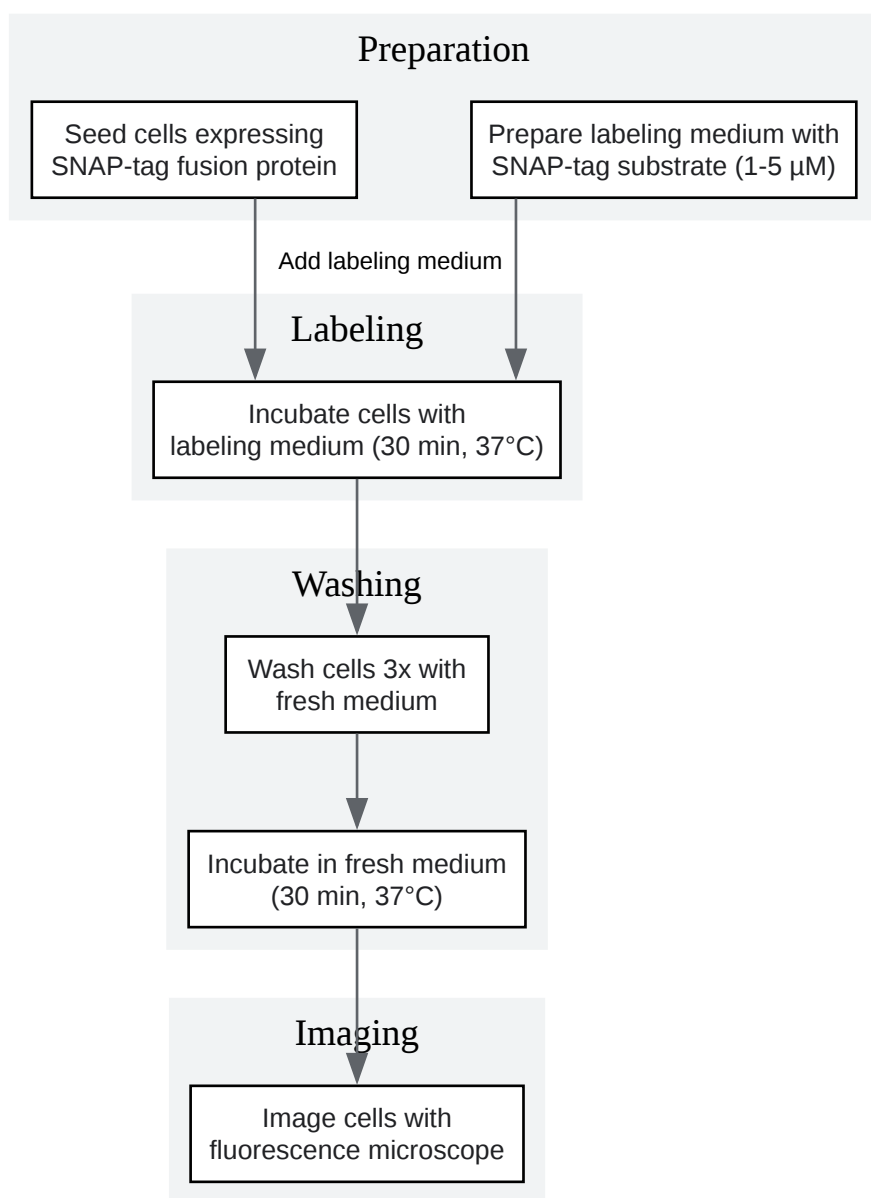 Preparation
Seed cells expressing
SNAP-tag fusion protein
Prepare labeling medium with
SNAP-tag substrate (1-5 µM)
Add labeling medium
Labeling
Incubate cells with
labeling medium (30 min, 37°C)
Washing
Wash cells 3x with
fresh medium
Incubate in fresh medium
(30 min, 37°C)
Imaging
Image cells with
fluorescence microscope